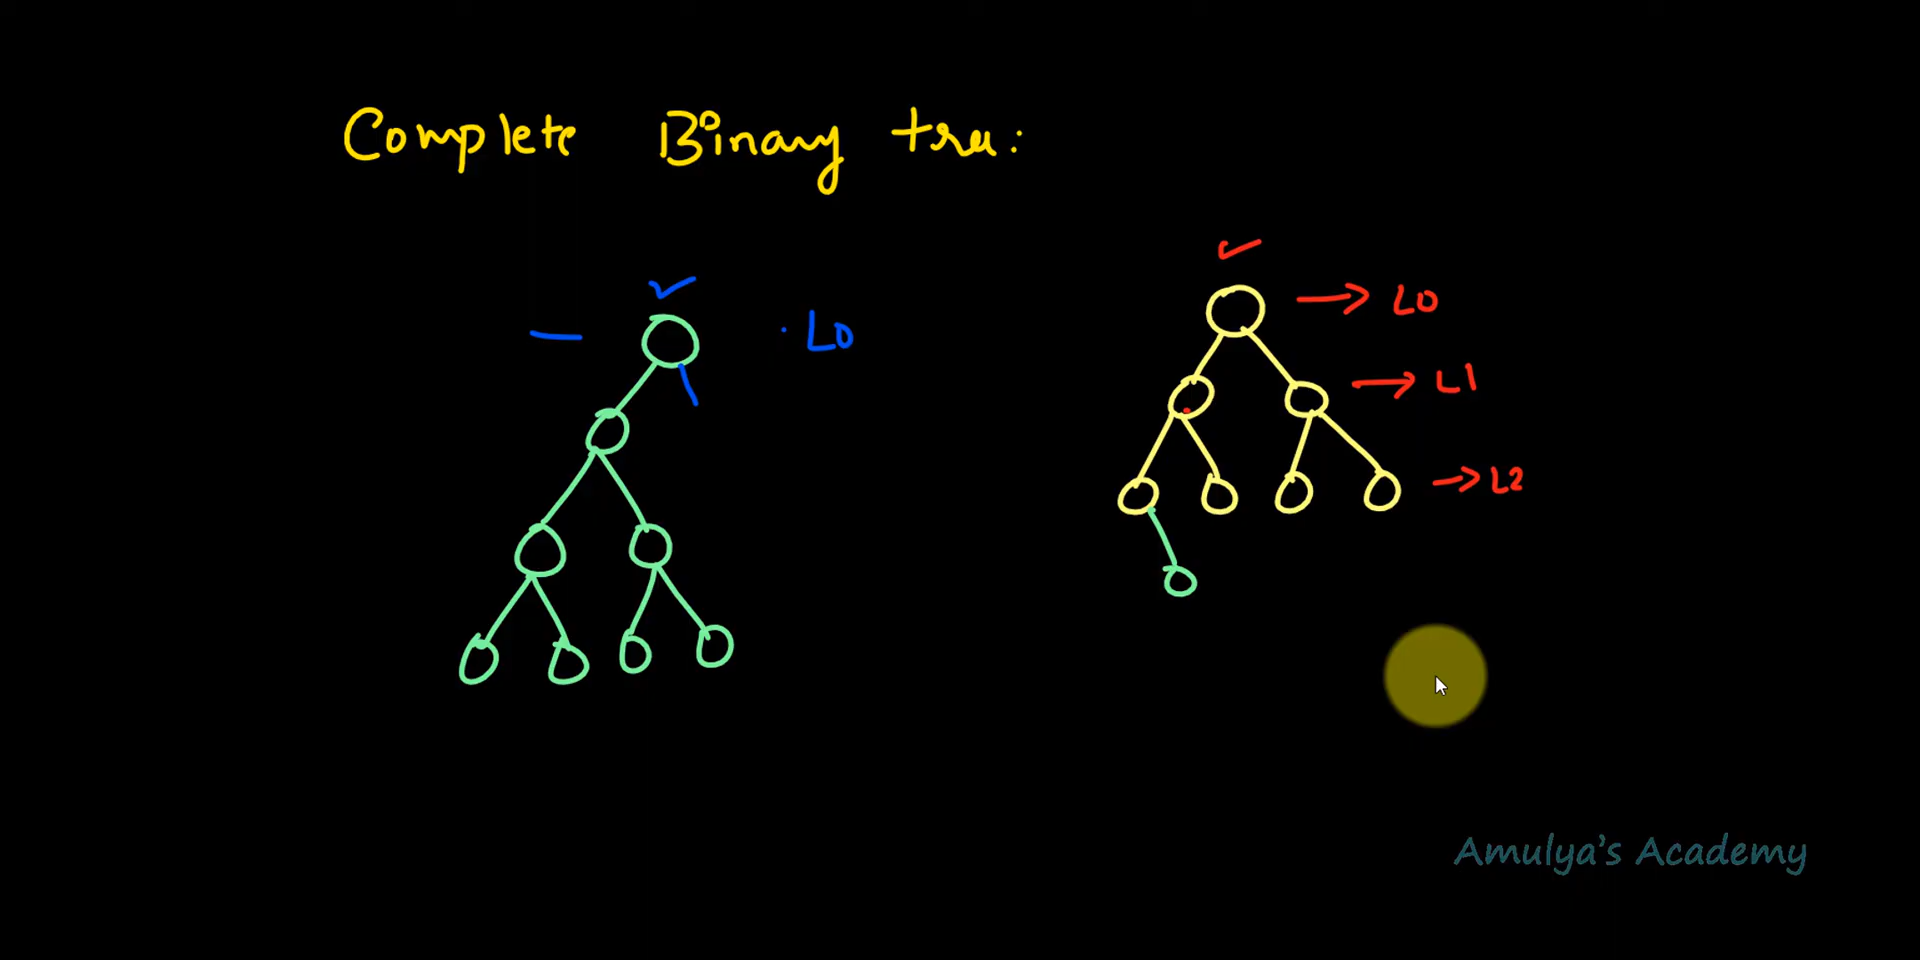 Complete Binary tree:
L0
→ L0
→ L1
→ L2
Amulya's Academy